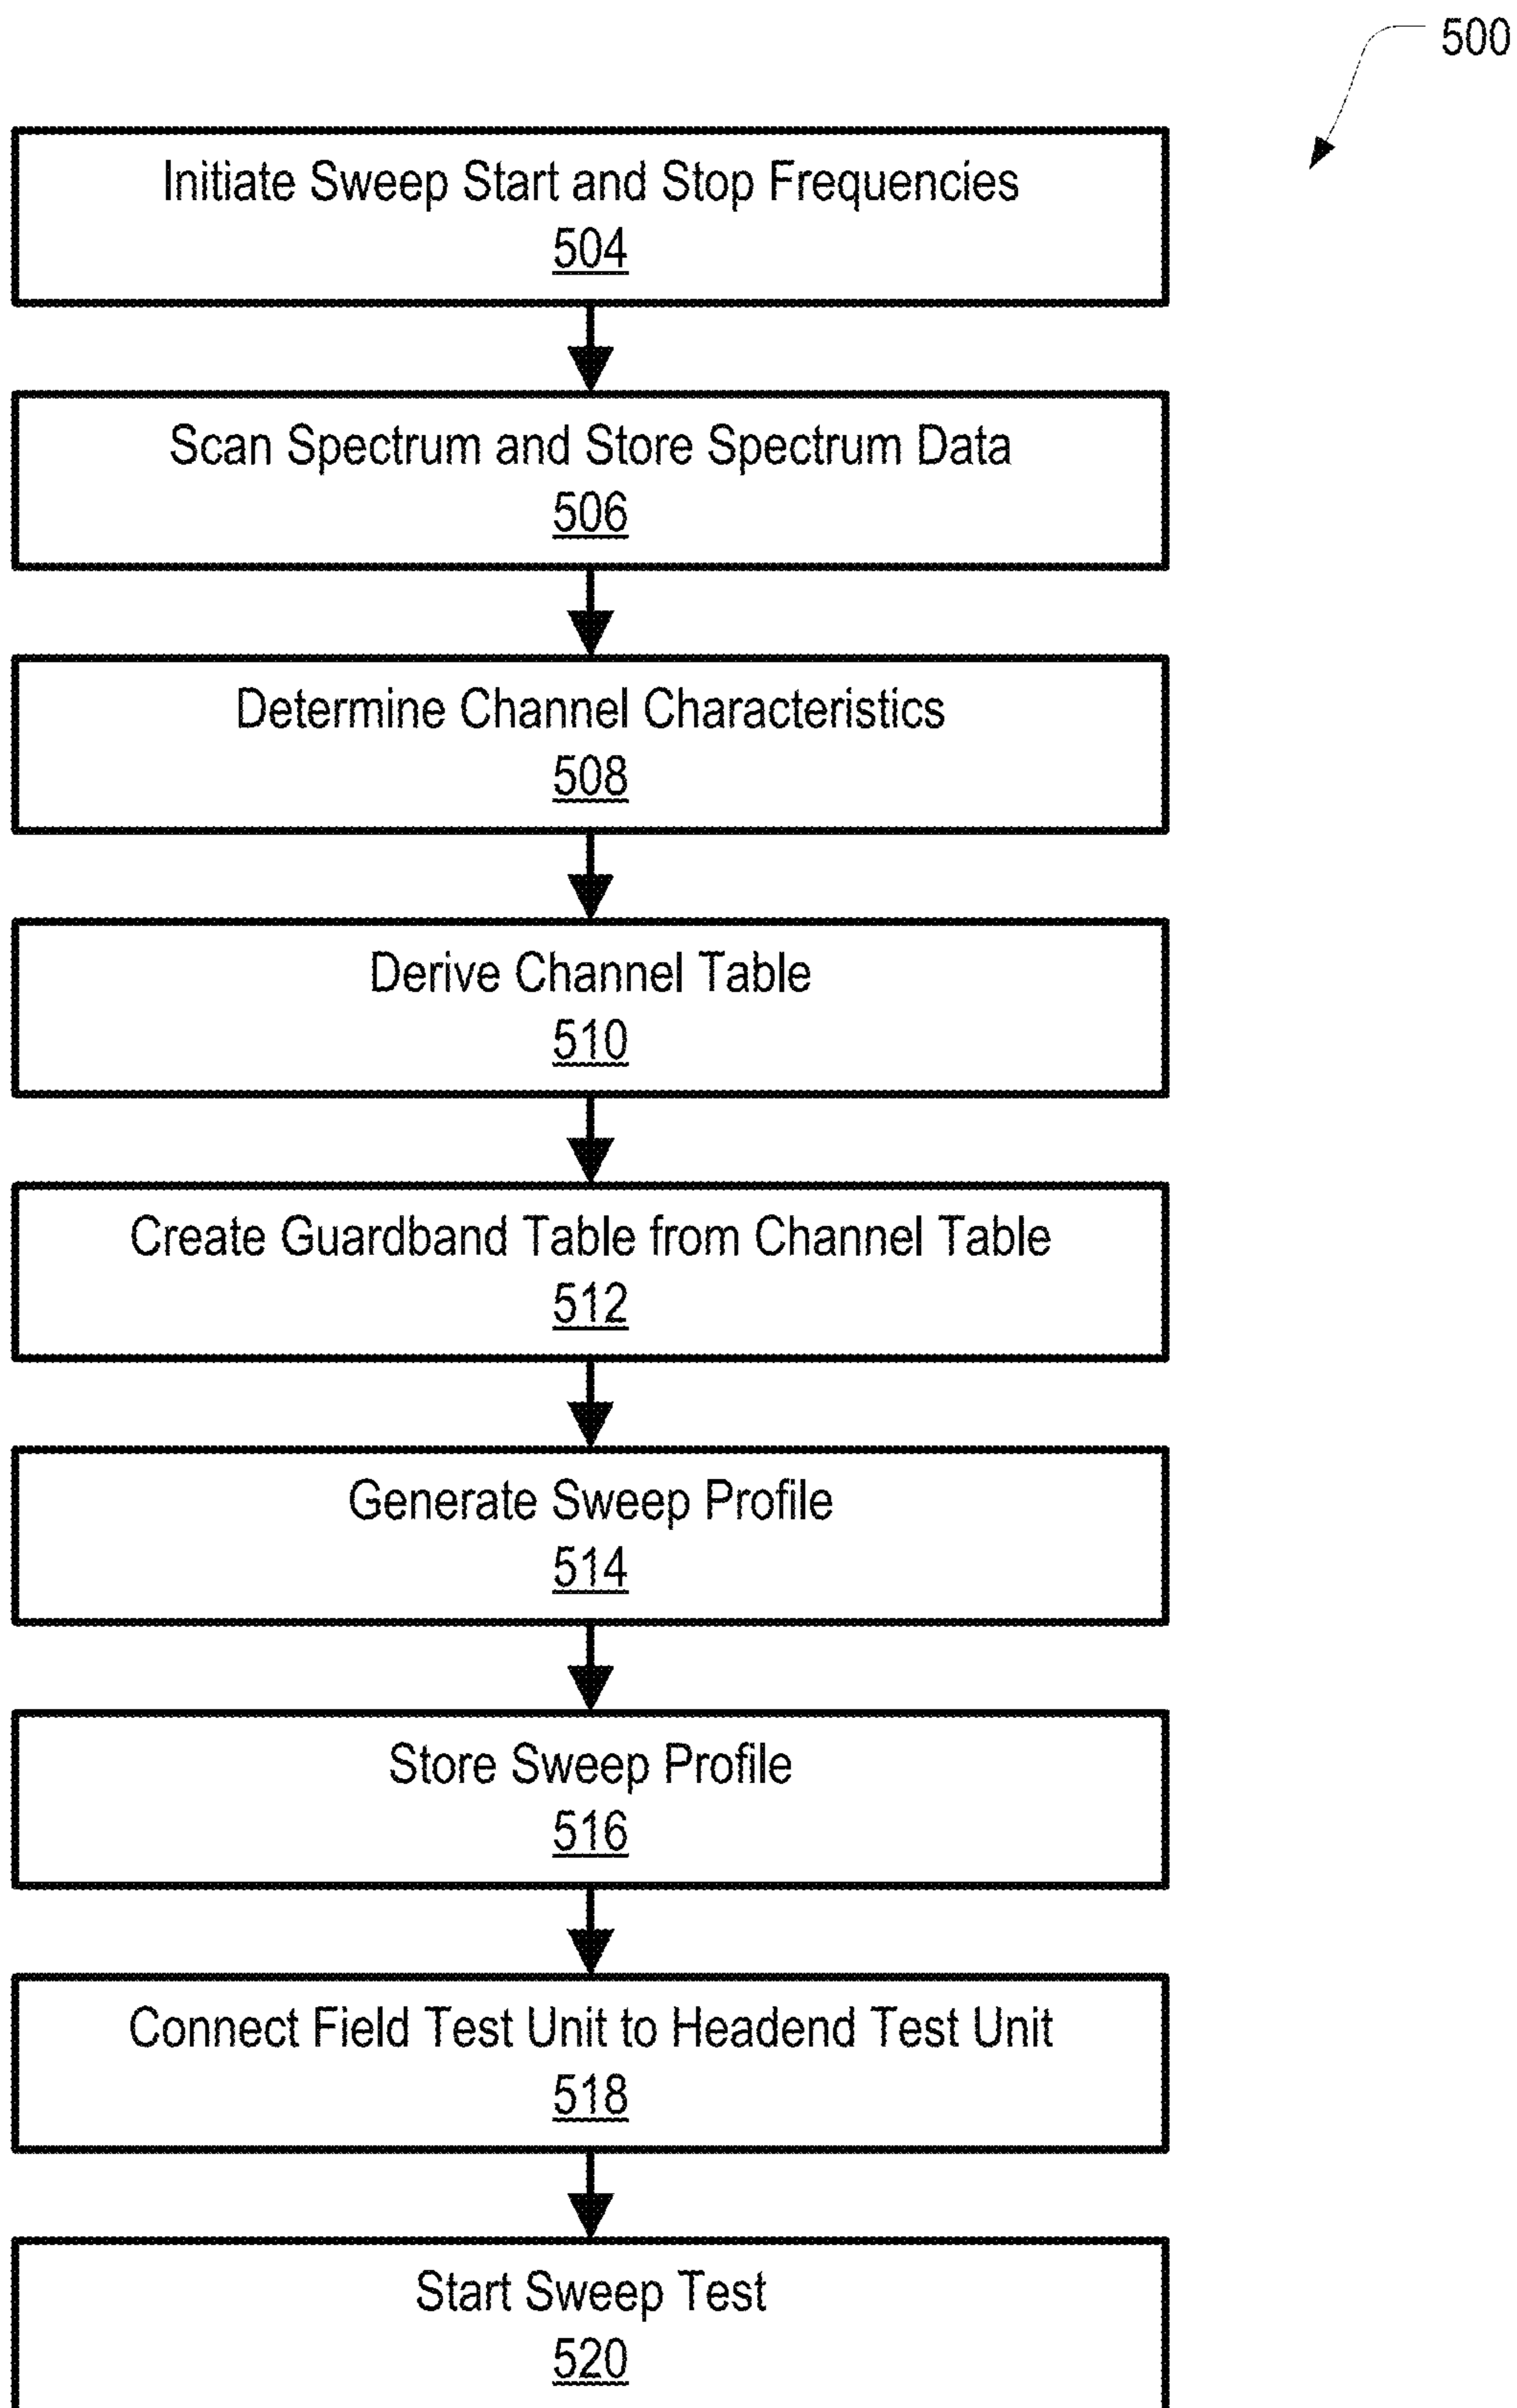 500
Initiate Sweep Start and Stop Frequencies
504
Scan Spectrum and Store Spectrum Data
506
Determine Channel Characteristics
508
Derive Channel Table
510
Create Guardband Table from Channel Table
512
Generate Sweep Profile
514
Store Sweep Profile
516
Connect Field Test Unit to Headend Test Unit
518
Start Sweep Test
520